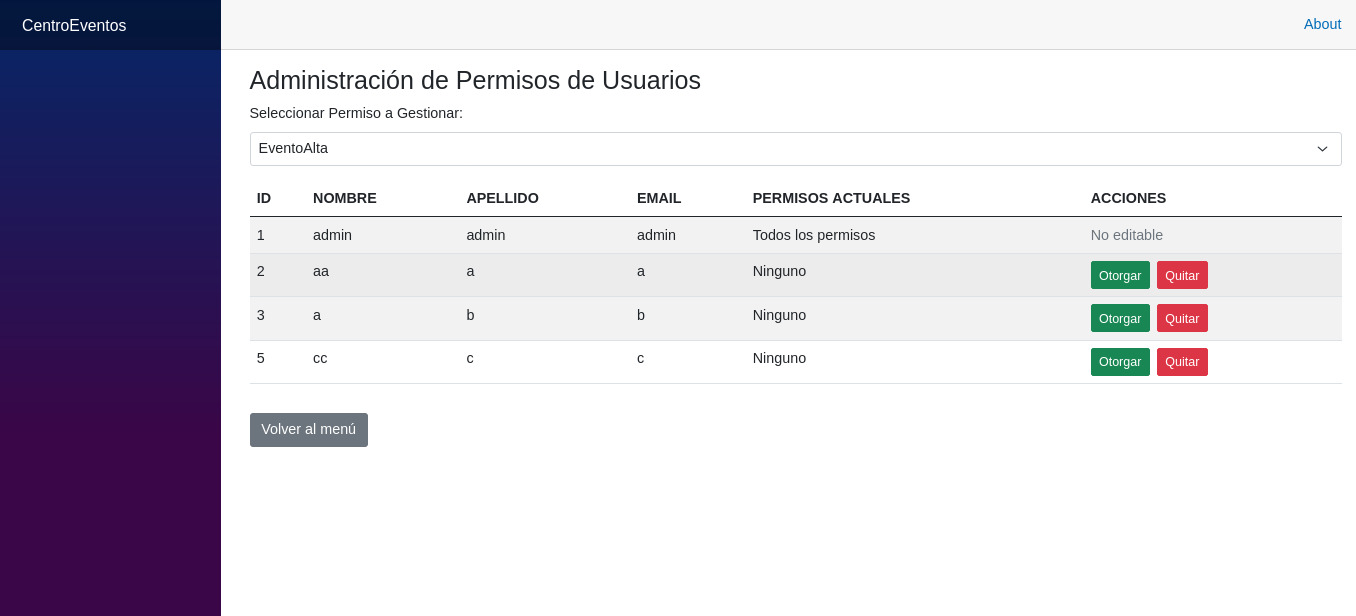 CentroEventos
About
Administración de Permisos de Usuarios
Seleccionar Permiso a Gestionar:
EventoAlta
ID NOMBRE APELLIDO EMAIL PERMISOS ACTUALES ACCIONES
1 admin admin admin Todos los permisos No editable
2 aa a a Ninguno Otorgar Quitar
3 a b b Ninguno Otorgar Quitar
5 cc c c Ninguno Otorgar Quitar
Volver al menú